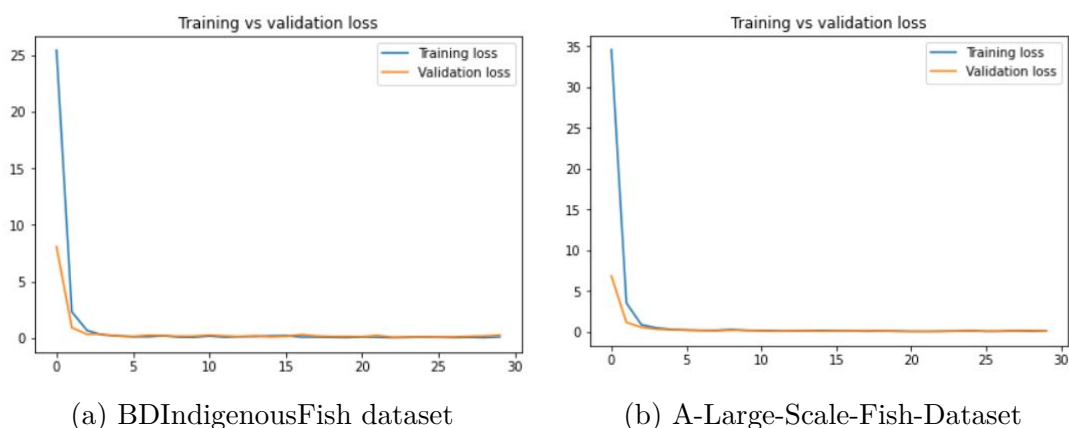 Training vs validation loss
Training loss
Validation loss
25
20
15
10
5
0
0 5 10 15 20 25 30
(a) BDIndigenousFish dataset
Training vs validation loss
Training loss
Validation loss
35
30
25
20
15
10
5
0
0 5 10 15 20 25 30
(b) A-Large-Scale-Fish-Dataset